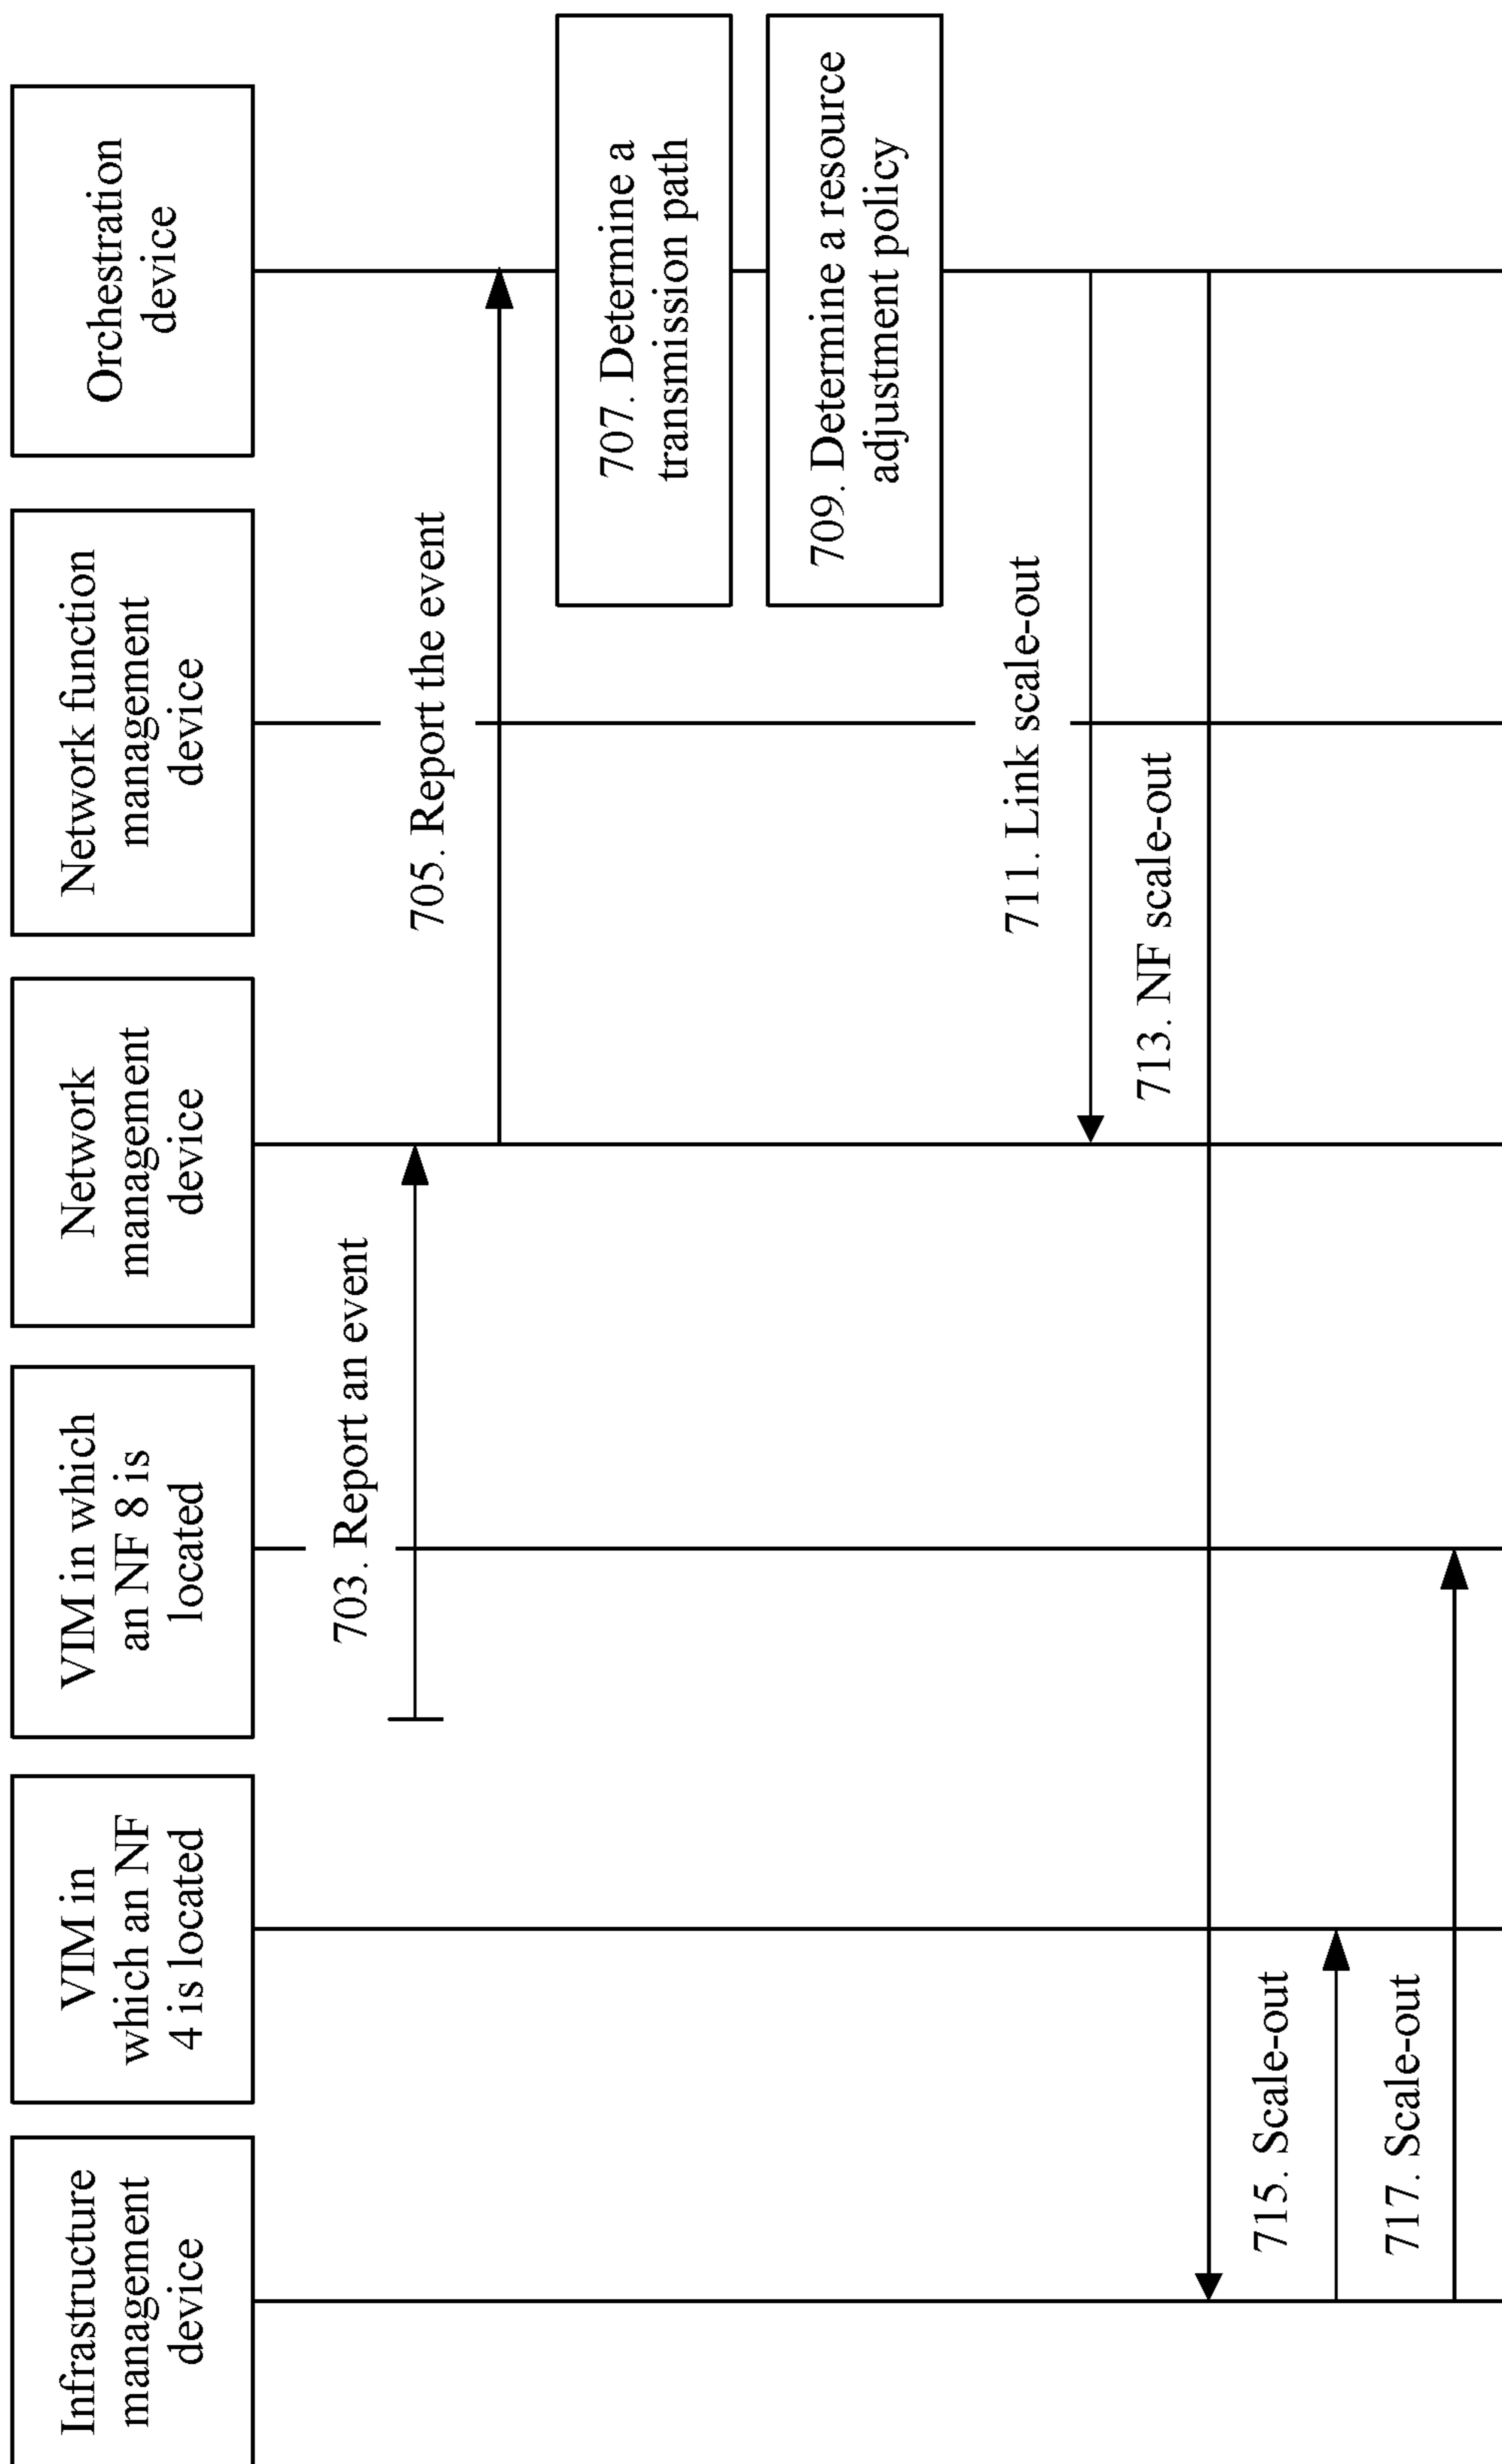 Infrastructure
management
device
VIM in
which an NF
4 is located
VIM in which
an NF 8 is
located
Network
management
device
Network function
management
device
Orchestration
device
703. Report an event
705. Report the event
707. Determine a
transmission path
709. Determine a resource
adjustment policy
711. Link scale-out
713. NF scale-out
715. Scale-out
717. Scale-out